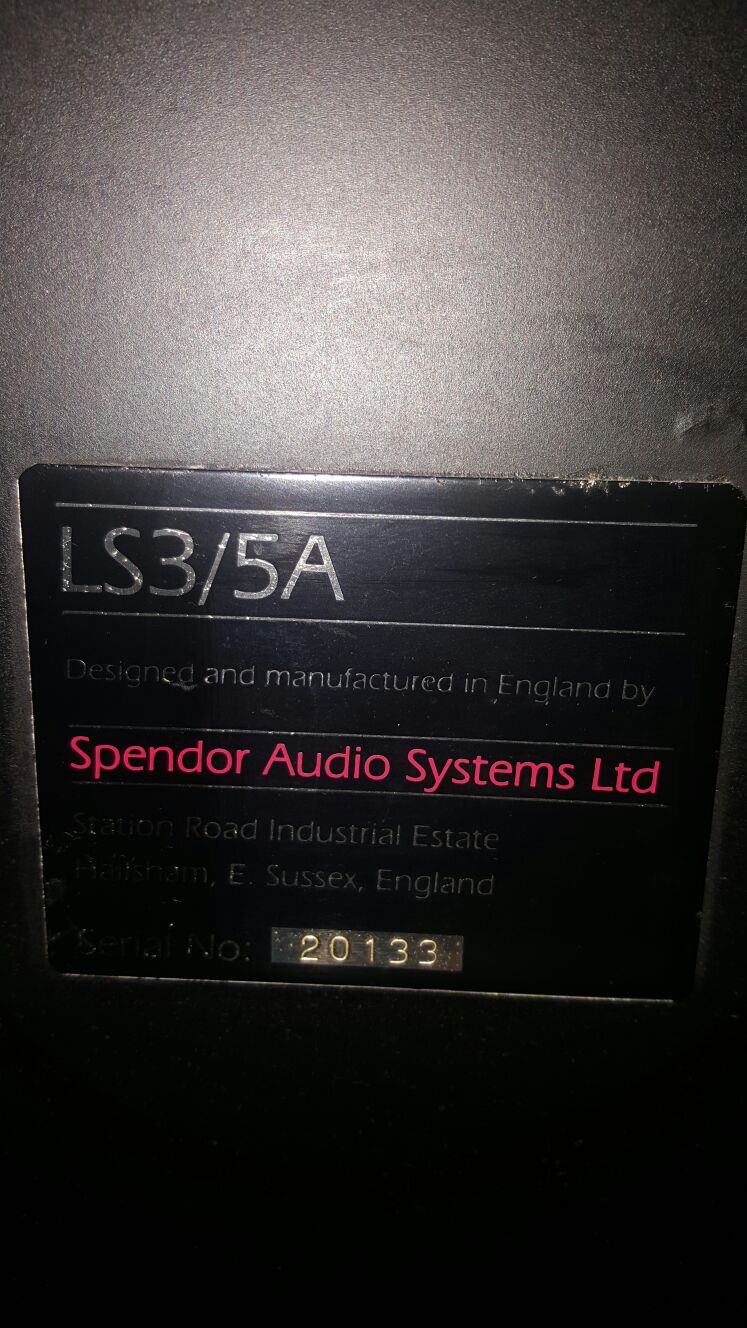 LS3/5A
Designed and manufactured in England by
Spendor Audio Systems Ltd
Station Road Industrial Estate
Hailsham, E. Sussex, England
Serial No: 20133